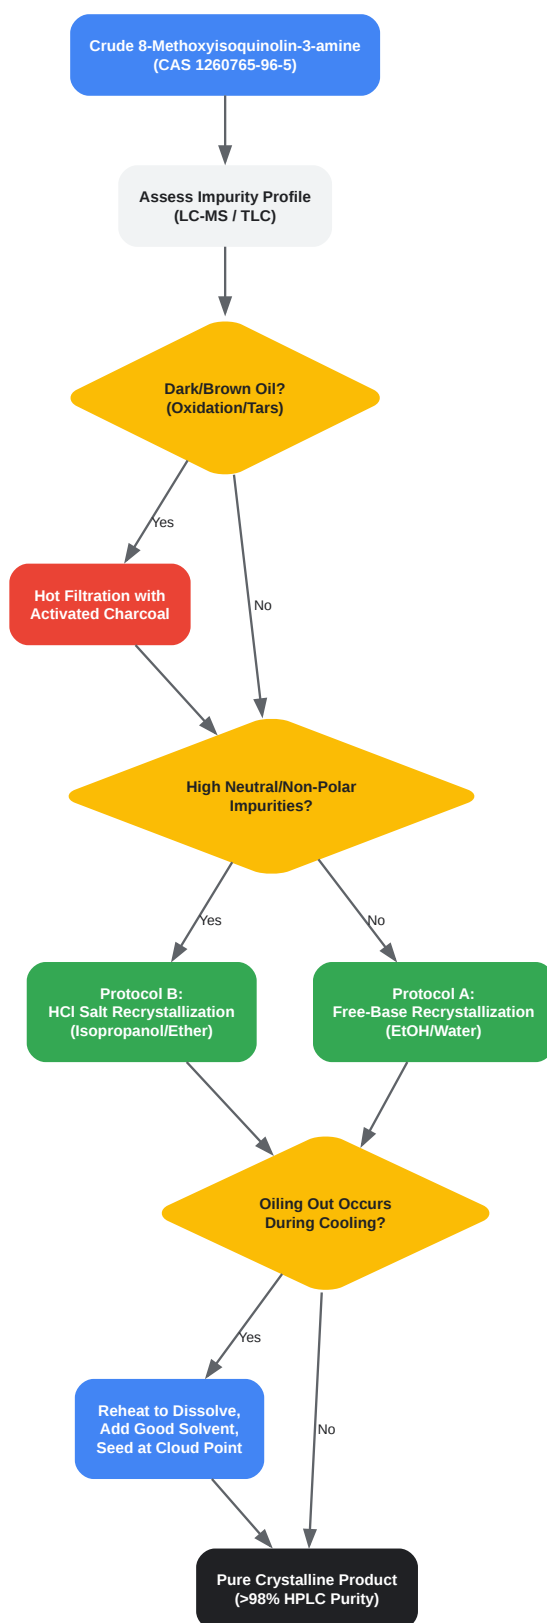 Crude 8-Methoxyisoquinolin-3-amine
(CAS 1260765-96-5)
Assess Impurity Profile
(LC-MS / TLC)
Dark/Brown Oil?
(Oxidation/Tars)
Yes
Hot Filtration with
Activated Charcoal
No
High Neutral/Non-Polar
Impurities?
Yes
No
Protocol B:
HCl Salt Recrystallization
(Isopropanol/Ether)
Protocol A:
Free-Base Recrystallization
(EtOH/Water)
Oiling Out Occurs
During Cooling?
Yes
Reheat to Dissolve,
Add Good Solvent,
Seed at Cloud Point
No
Pure Crystalline Product
(>98% HPLC Purity)